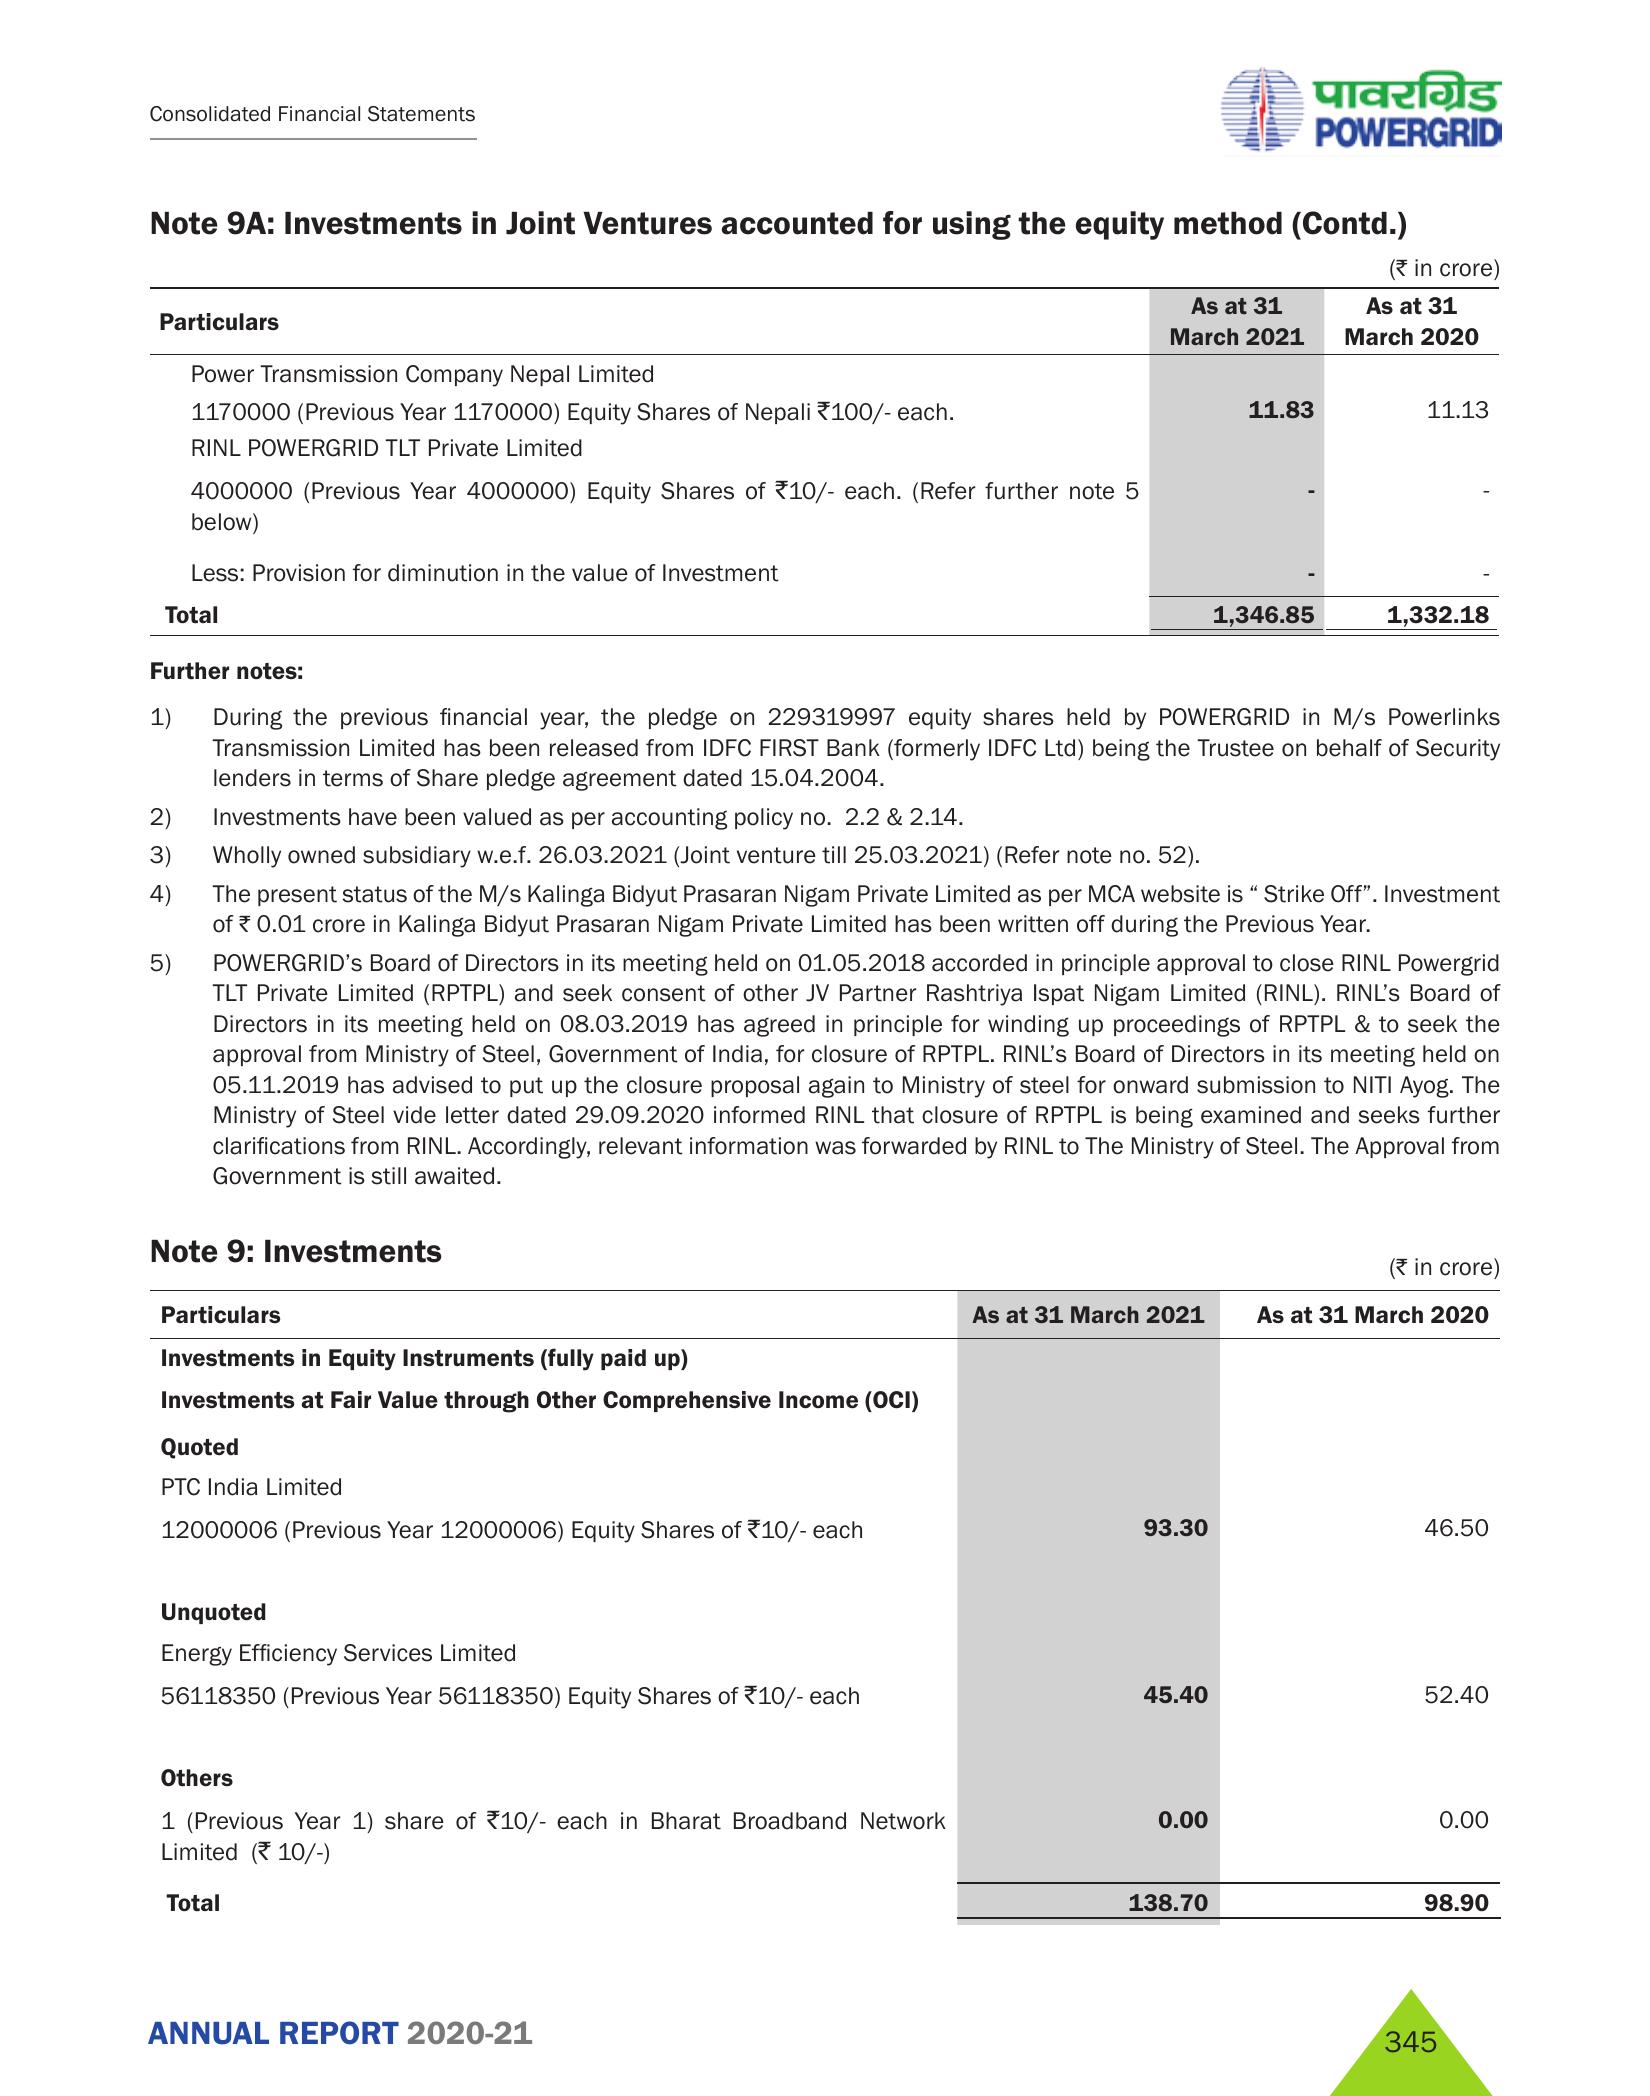 Consolidated Financial Statements
पावरग्रिड
POWERGRID
Note 9A: Investments in Joint Ventures accounted for using the equity method (Contd.)
(₹ in crore)
Particulars As at 31 March 2021 As at 31 March 2020
Power Transmission Company Nepal Limited
1170000 (Previous Year 1170000) Equity Shares of Nepali ₹100/- each. 11.83 11.13
RINL POWERGRID TLT Private Limited
4000000 (Previous Year 4000000) Equity Shares of ₹10/- each. (Refer further note 5 - -
below)
Less: Provision for diminution in the value of Investment - -
Total 1,346.85 1,332.18
Further notes:
1) During the previous financial year, the pledge on 229319997 equity shares held by POWERGRID in M/s Powerlinks
Transmission Limited has been released from IDFC FIRST Bank (formerly IDFC Ltd) being the Trustee on behalf of Security
lenders in terms of Share pledge agreement dated 15.04.2004.
2) Investments have been valued as per accounting policy no. 2.2 & 2.14.
3) Wholly owned subsidiary w.e.f. 26.03.2021 (Joint venture till 25.03.2021) (Refer note no. 52).
4) The present status of the M/s Kalinga Bidyut Prasaran Nigam Private Limited as per MCA website is “ Strike Off”. Investment
of ₹ 0.01 crore in Kalinga Bidyut Prasaran Nigam Private Limited has been written off during the Previous Year.
5) POWERGRID’s Board of Directors in its meeting held on 01.05.2018 accorded in principle approval to close RINL Powergrid
TLT Private Limited (RPTPL) and seek consent of other JV Partner Rashtriya Ispat Nigam Limited (RINL). RINL’s Board of
Directors in its meeting held on 08.03.2019 has agreed in principle for winding up proceedings of RPTPL & to seek the
approval from Ministry of Steel, Government of India, for closure of RPTPL. RINL’s Board of Directors in its meeting held on
05.11.2019 has advised to put up the closure proposal again to Ministry of steel for onward submission to NITI Ayog. The
Ministry of Steel vide letter dated 29.09.2020 informed RINL that closure of RPTPL is being examined and seeks further
clarifications from RINL. Accordingly, relevant information was forwarded by RINL to The Ministry of Steel. The Approval from
Government is still awaited.
Note 9: Investments
(₹ in crore)
Particulars As at 31 March 2021 As at 31 March 2020
Investments in Equity Instruments (fully paid up)
Investments at Fair Value through Other Comprehensive Income (OCI)
Quoted
PTC India Limited
12000006 (Previous Year 12000006) Equity Shares of ₹10/- each 93.30 46.50
Unquoted
Energy Efficiency Services Limited
56118350 (Previous Year 56118350) Equity Shares of ₹10/- each 45.40 52.40
Others
1 (Previous Year 1) share of ₹10/- each in Bharat Broadband Network 0.00 0.00
Limited (₹ 10/-)
Total 138.70 98.90
ANNUAL REPORT 2020-21
345